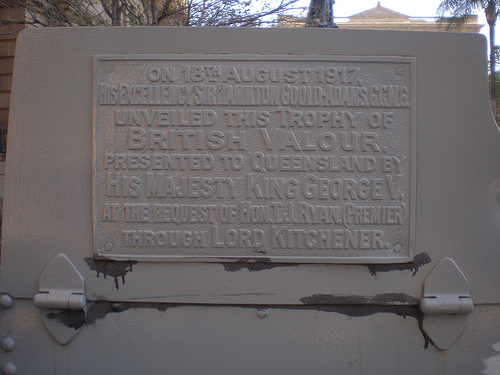 ON 18TH AUGUST 1917,
HIS EXCELLENCY SIR HAMILTON GOOLD-ADAMS, G.C.M.G.
UNVEILED THIS TROPHY OF
BRITISH VALOUR,
PRESENTED TO QUEENSLAND BY
HIS MAJESTY KING GEORGE V,
AT THE REQUEST OF HON. T. J. RYAN, PREMIER
THROUGH LORD KITCHENER.